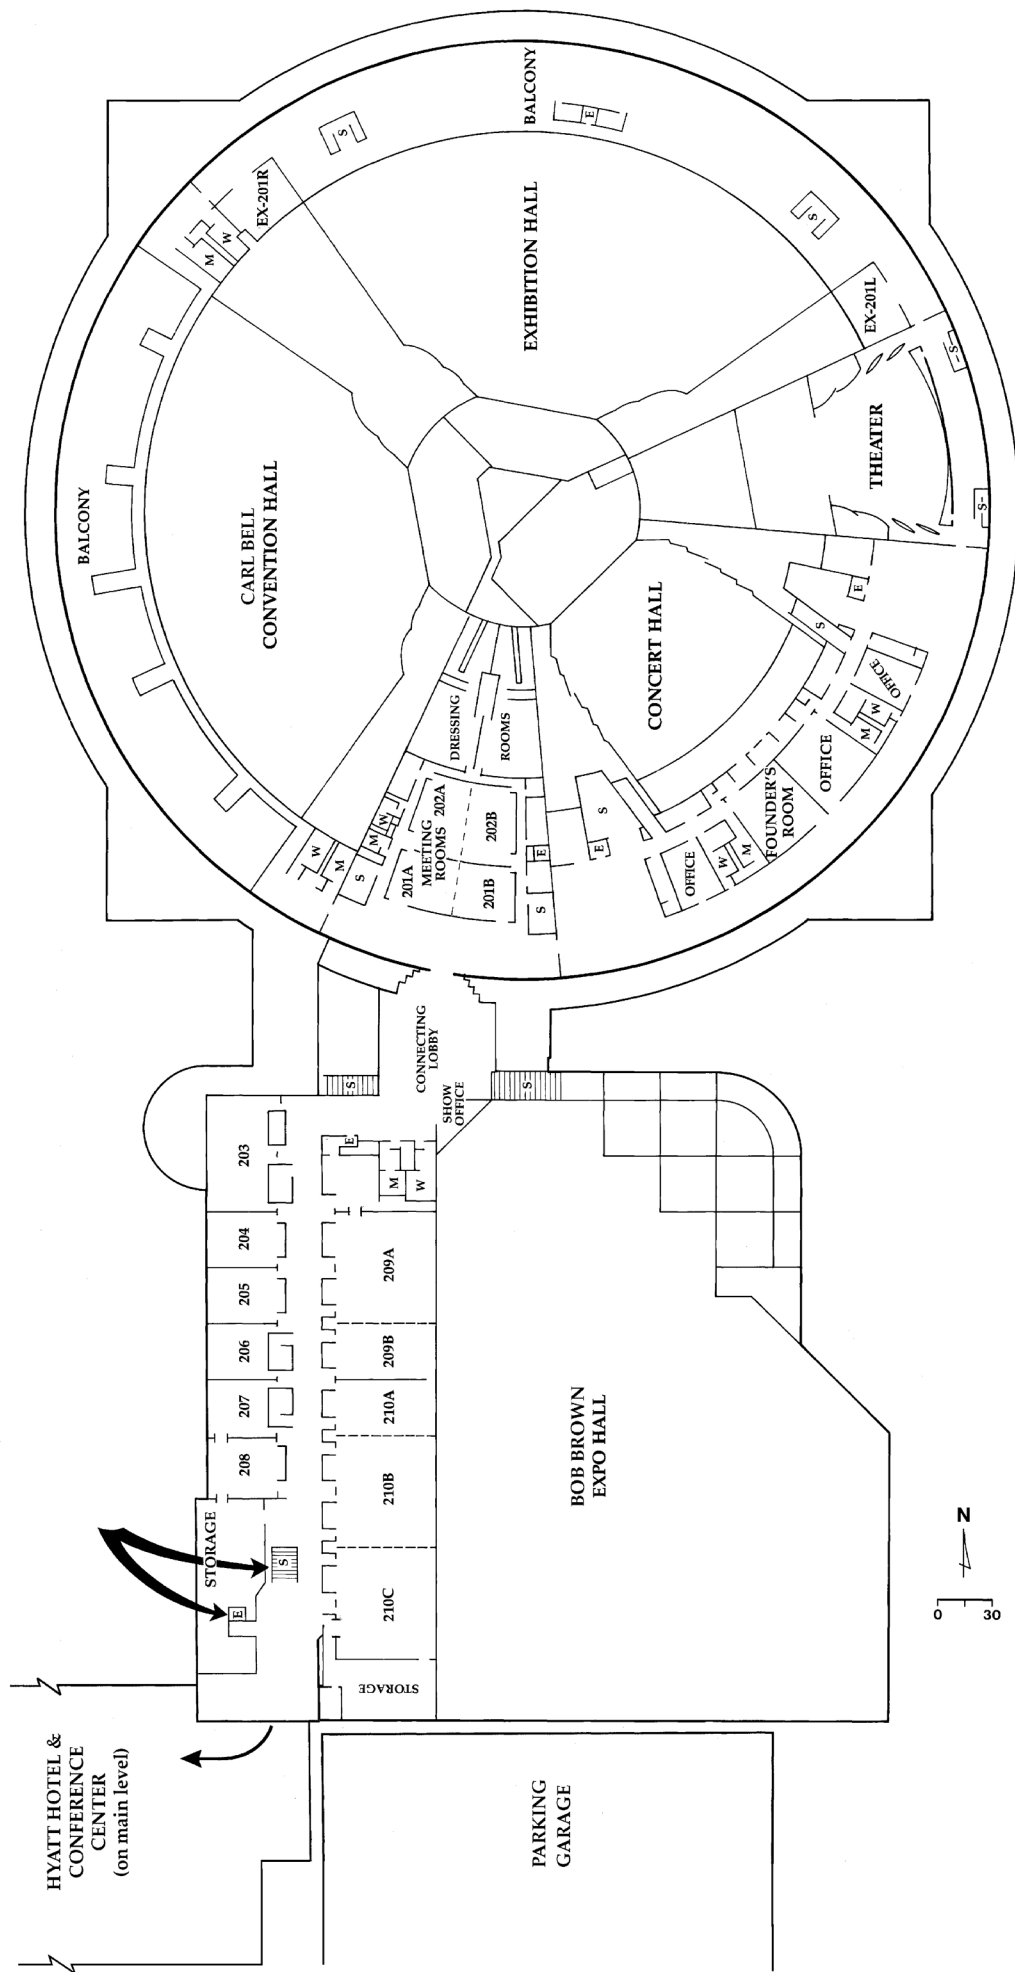 BALCONY
E
S
EX-201R
W
M
EXHIBITION HALL
S
EX-201L
S
THEATER
S
BALCONY
CARL BELL
CONVENTION HALL
CONCERT HALL
E
S
OFFICE
W
M
OFFICE
FOUNDER'S
ROOM
M
W
OFFICE
S
E
DRESSING
ROOMS
202A
MEETING
ROOMS
201A
202B
201B
W
M
S
W
M
E
S
CONNECTING
LOBBY
S
S
SHOW
OFFICE
E
M
W
203
204
205
206
207
208
209A
209B
210A
210B
210C
STORAGE
S
E
STORAGE
BOB BROWN
EXPO HALL
HYATT HOTEL &
CONFERENCE
CENTER
(on main level)
PARKING
GARAGE
N
0 30